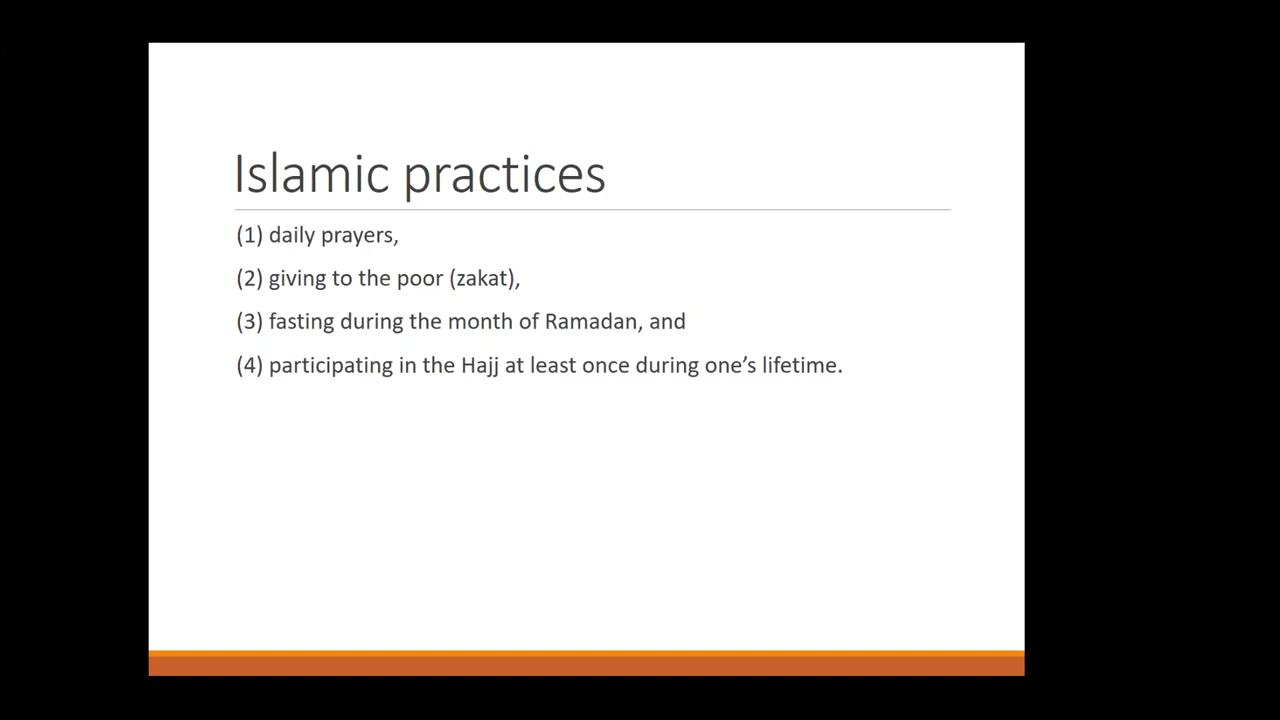 Islamic practices
(1) daily prayers,
(2) giving to the poor (zakat),
(3) fasting during the month of Ramadan, and
(4) participating in the Hajj at least once during one’s lifetime.